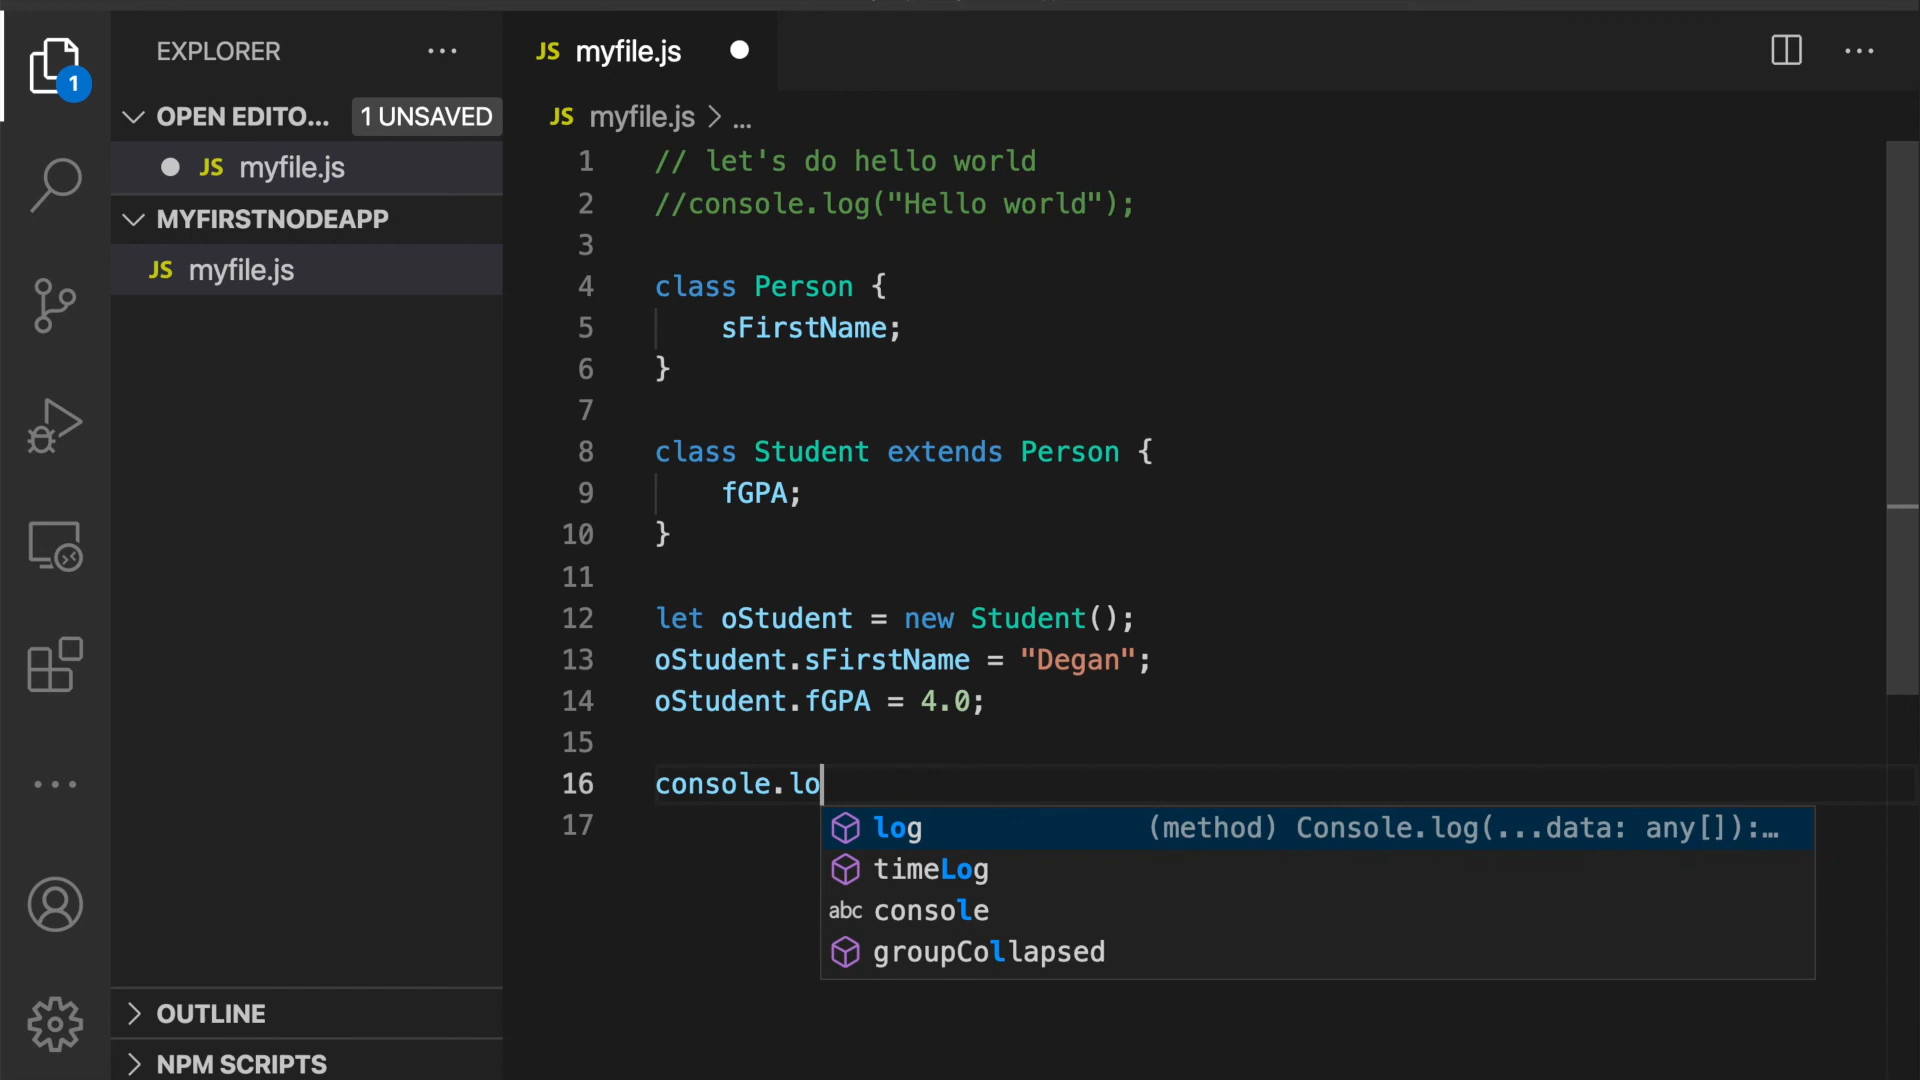 EXPLORER
1
OPEN EDITO... 1 UNSAVED
JS myfile.js
MYFIRSTNODEAPP
JS myfile.js
OUTLINE
NPM SCRIPTS
JS myfile.js
JS myfile.js > ...
1 // let's do hello world
2 //console.log("Hello world");
3
4 class Person {
5 sFirstName;
6 }
7
8 class Student extends Person {
9 fGPA;
10 }
11
12 let oStudent = new Student();
13 oStudent.sFirstName = "Degan";
14 oStudent.fGPA = 4.0;
15
16 console.lo
17
log (method) Console.log(...data: any[]):...
timeLog
abc console
groupCollapsed